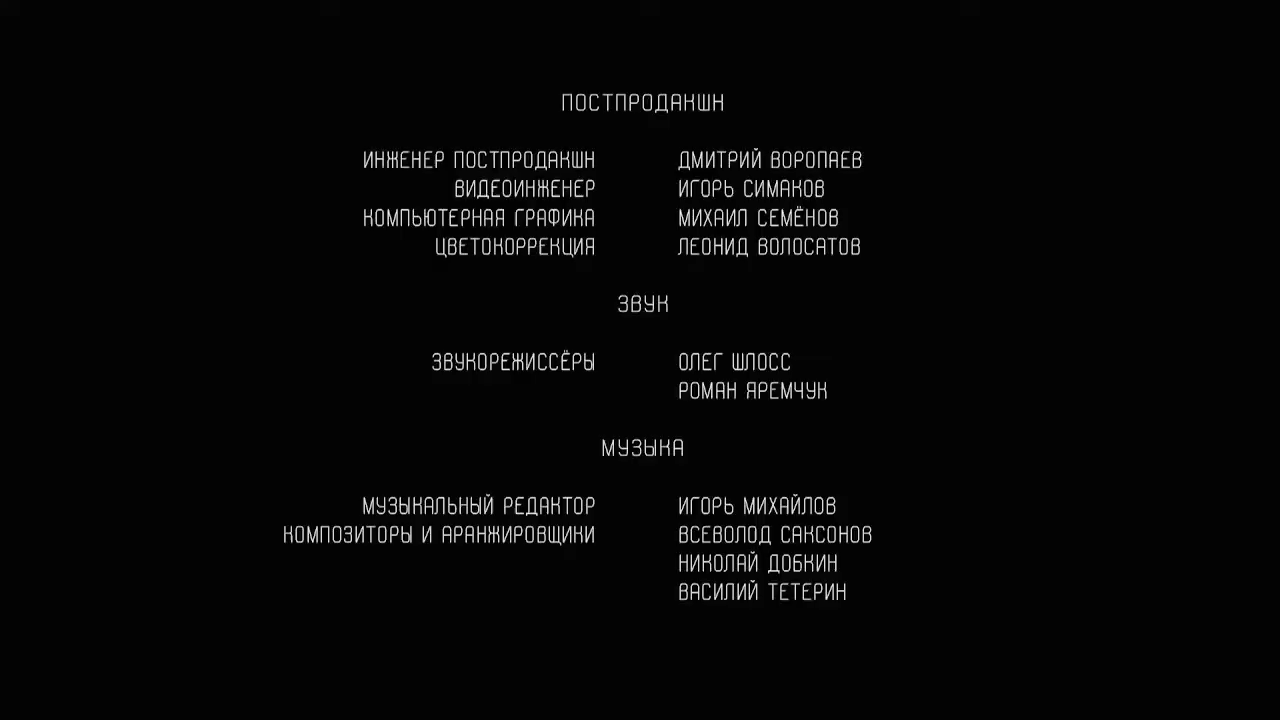 ПОСТПРОДАКШН
ИНЖЕНЕР ПОСТПРОДАКШН ДМИТРИЙ ВОРОПАЕВ
ВИДЕОИНЖЕНЕР ИГОРЬ СИМАКОВ
КОМПЬЮТЕРНАЯ ГРАФИКА МИХАИЛ СЕМЁНОВ
ЦВЕТОКОРРЕКЦИЯ ЛЕОНИД ВОЛОСАТОВ
ЗВУК
ЗВУКОРЕЖИССЁРЫ ОЛЕГ ШЛОСС
РОМАН ЯРЕМЧУК
МУЗЫКА
МУЗЫКАЛЬНЫЙ РЕДАКТОР ИГОРЬ МИХАЙЛОВ
КОМПОЗИТОРЫ И АРАНЖИРОВЩИКИ ВСЕВОЛОД САКСОНОВ
НИКОЛАЙ ДОБКИН
ВАСИЛИЙ ТЕТЕРИН